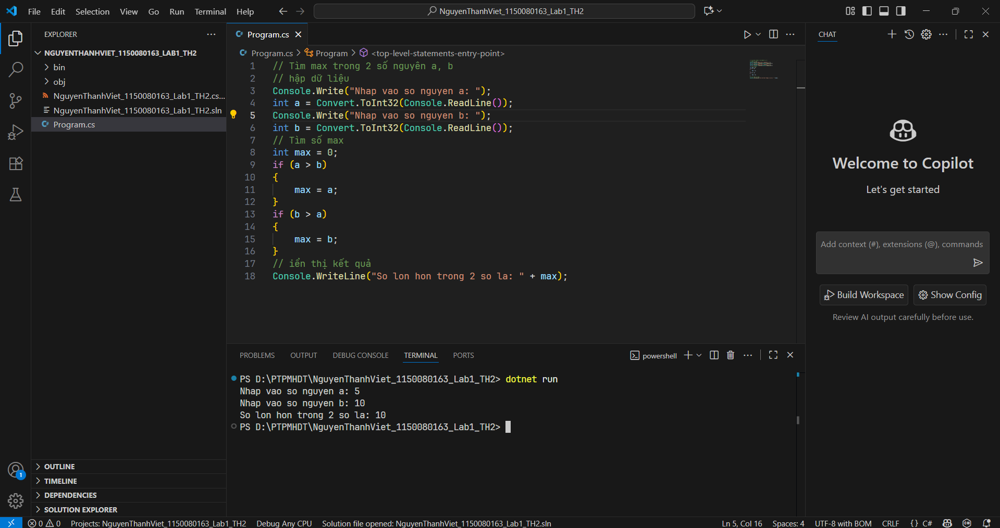 File Edit Selection View Go Run Terminal Help
NguyenThanhViet_1150080163_Lab1_TH2
EXPLORER
NGUYENTHANHVIET_1150080163_LAB1_TH2
bin
obj
NguyenThanhViet_1150080163_Lab1_TH2.cs...
NguyenThanhViet_1150080163_Lab1_TH2.sln
Program.cs
OUTLINE
TIMELINE
DEPENDENCIES
SOLUTION EXPLORER
1
Program.cs
Program.cs > Program > <top-level-statements-entry-point>
1 // Tìm max trong 2 số nguyên a, b
2 // hập dữ liệu
3 Console.Write("Nhap vao so nguyen a: ");
4 int a = Convert.ToInt32(Console.ReadLine());
5 Console.Write("Nhap vao so nguyen b: ");
6 int b = Convert.ToInt32(Console.ReadLine());
7 // Tìm số max
8 int max = 0;
9 if (a > b)
10 {
11 max = a;
12 }
13 if (b > a)
14 {
15 max = b;
16 }
17 // iển thị kết quả
18 Console.WriteLine("So lon hon trong 2 so la: " + max);
PROBLEMS OUTPUT DEBUG CONSOLE TERMINAL PORTS
powershell
PS D:\PTPMHDT\NguyenThanhViet_1150080163_Lab1_TH2> dotnet run
Nhap vao so nguyen a: 5
Nhap vao so nguyen b: 10
So lon hon trong 2 so la: 10
PS D:\PTPMHDT\NguyenThanhViet_1150080163_Lab1_TH2>
CHAT
Welcome to Copilot
Let's get started
Add context (#), extensions (@), commands
Build Workspace Show Config
Review AI output carefully before use.
0 0 Projects: NguyenThanhViet_1150080163_Lab1_TH2 Debug Any CPU Solution file opened: NguyenThanhViet_1150080163_Lab1_TH2.sln Ln 5, Col 16 Spaces: 4 UTF-8 with BOM CRLF {} C#